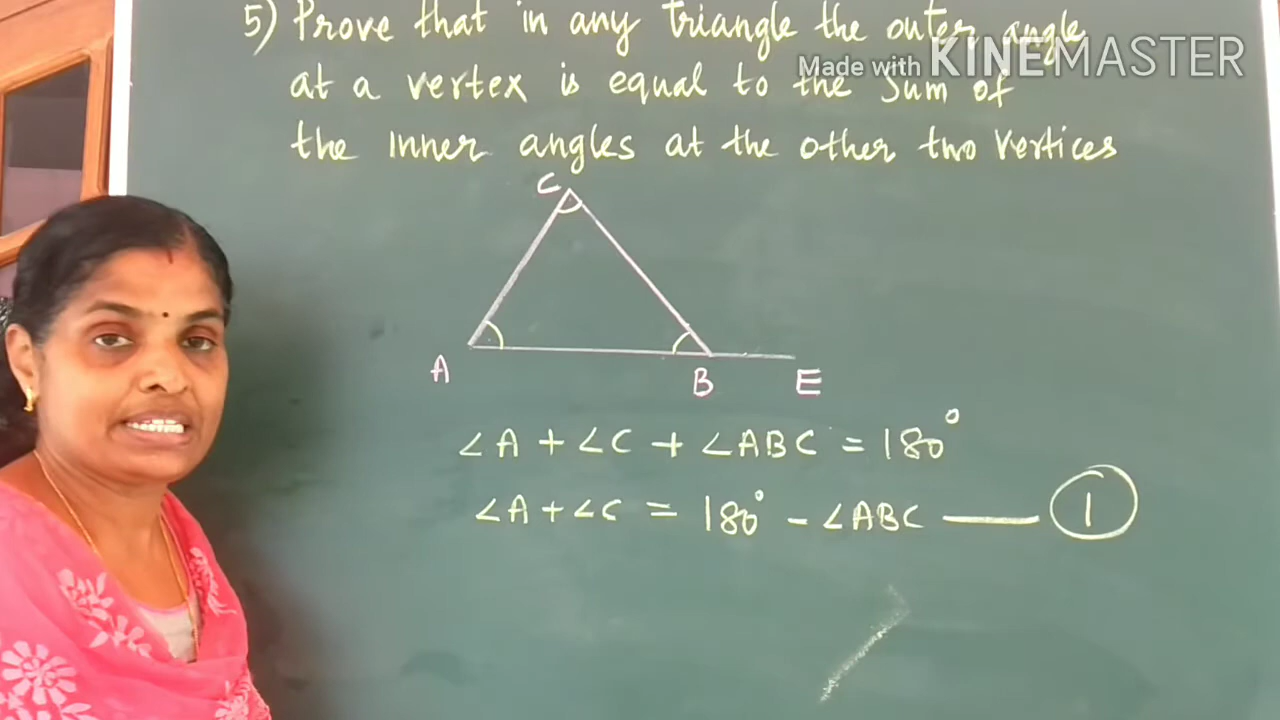 5) Prove that in any triangle the outer angle
Made with KINEMASTER
at a vertex is equal to the sum of
the inner angles at the other two vertices
C
A
B
E
∠A + ∠C + ∠ABC = 180°
∠A + ∠C = 180° - ∠ABC —— 1